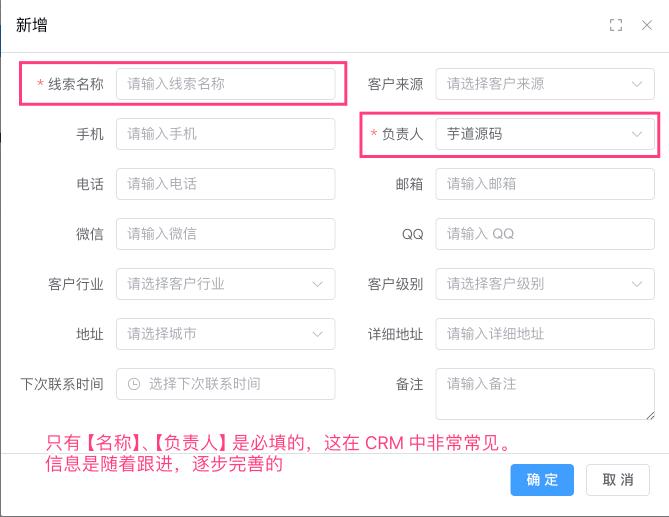 新增
* 线索名称 请输入线索名称 客户来源 请选择客户来源
手机 请输入手机 * 负责人 芋道源码
电话 请输入电话 邮箱 请输入邮箱
微信 请输入微信 QQ 请输入 QQ
客户行业 请选择客户行业 客户级别 请选择客户级别
地址 请选择城市 详细地址 请输入详细地址
下次联系时间 选择下次联系时间 备注 请输入备注
只有【名称】、【负责人】是必填的，这在 CRM 中非常常见。
信息是随着跟进，逐步完善的
确 定 取 消